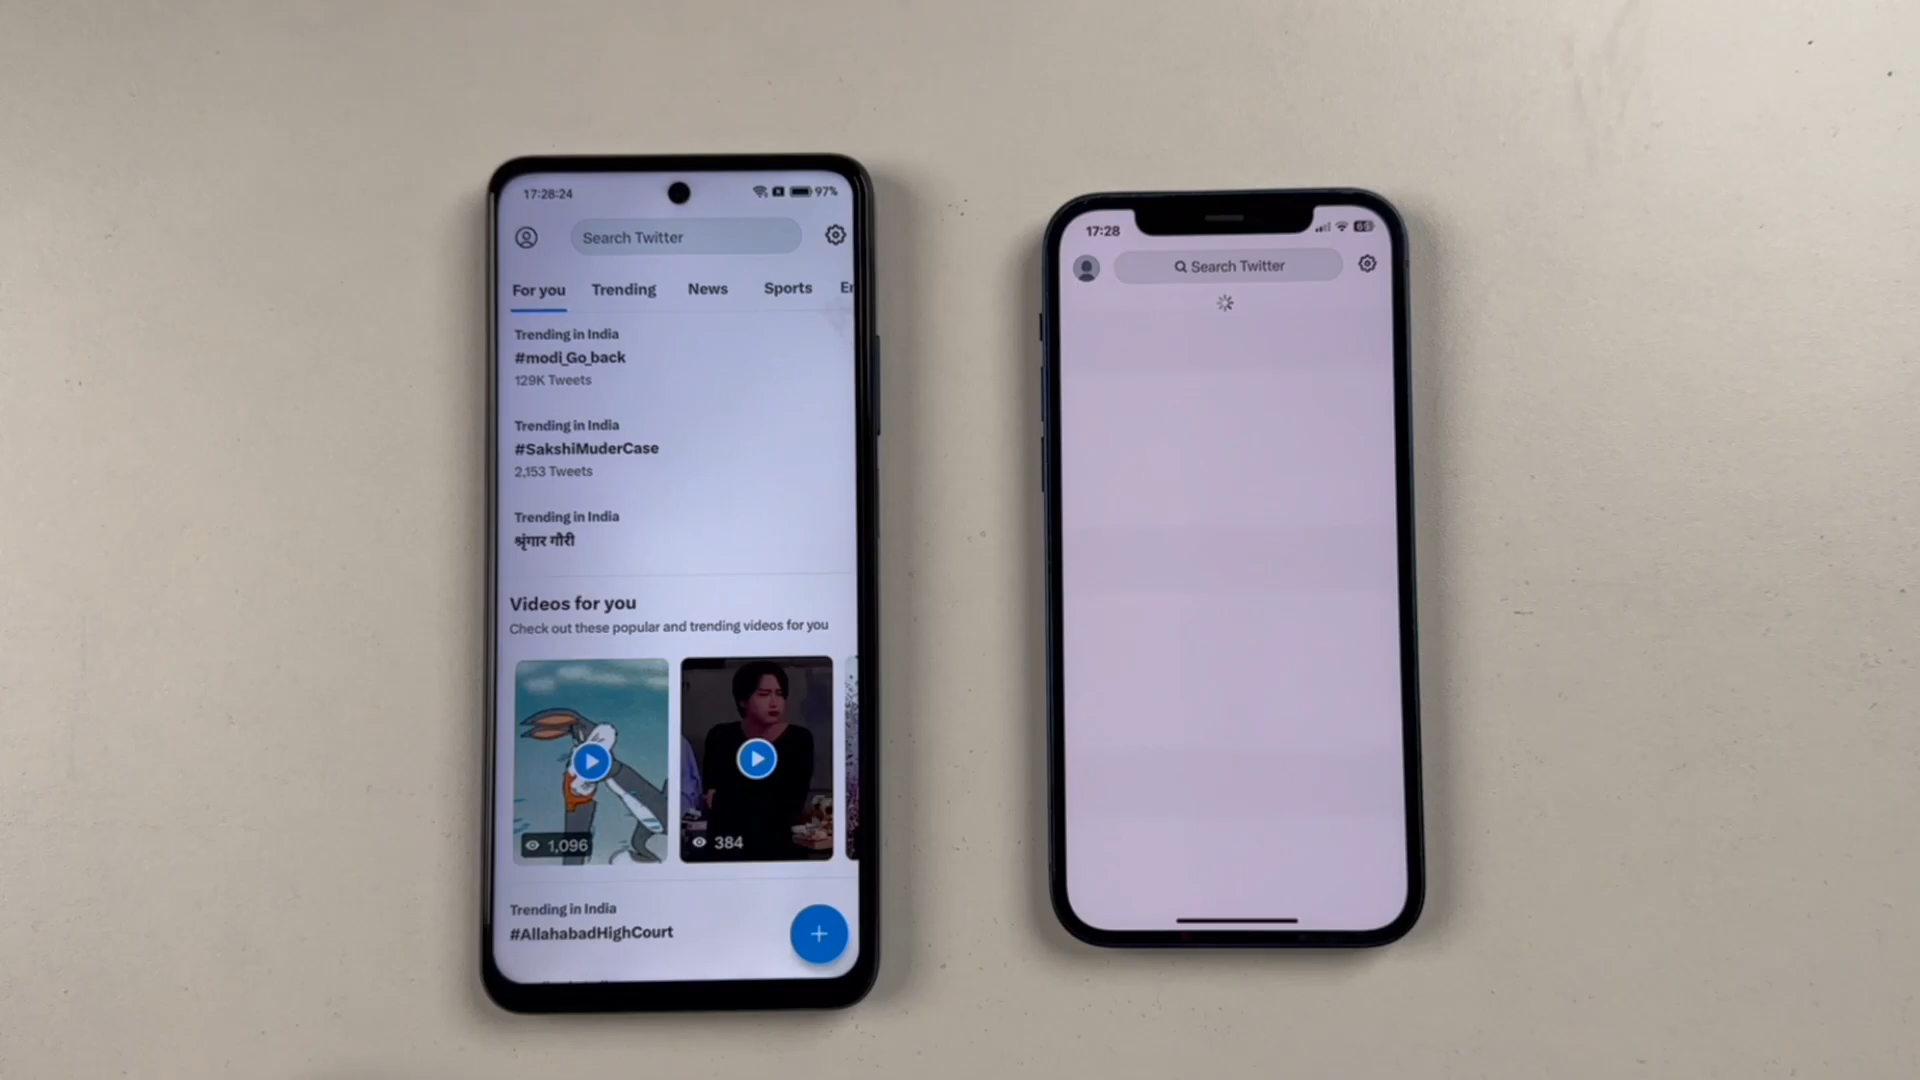 17:28:24
97%
Search Twitter
For you Trending News Sports En
Trending in India
#modi_Go_back
129K Tweets
Trending in India
#SakshiMuderCase
2,153 Tweets
Trending in India
श्रृंगार गौरी
Videos for you
Check out these popular and trending videos for you
1,096
384
Trending in India
#AllahabadHighCourt
17:28
Search Twitter